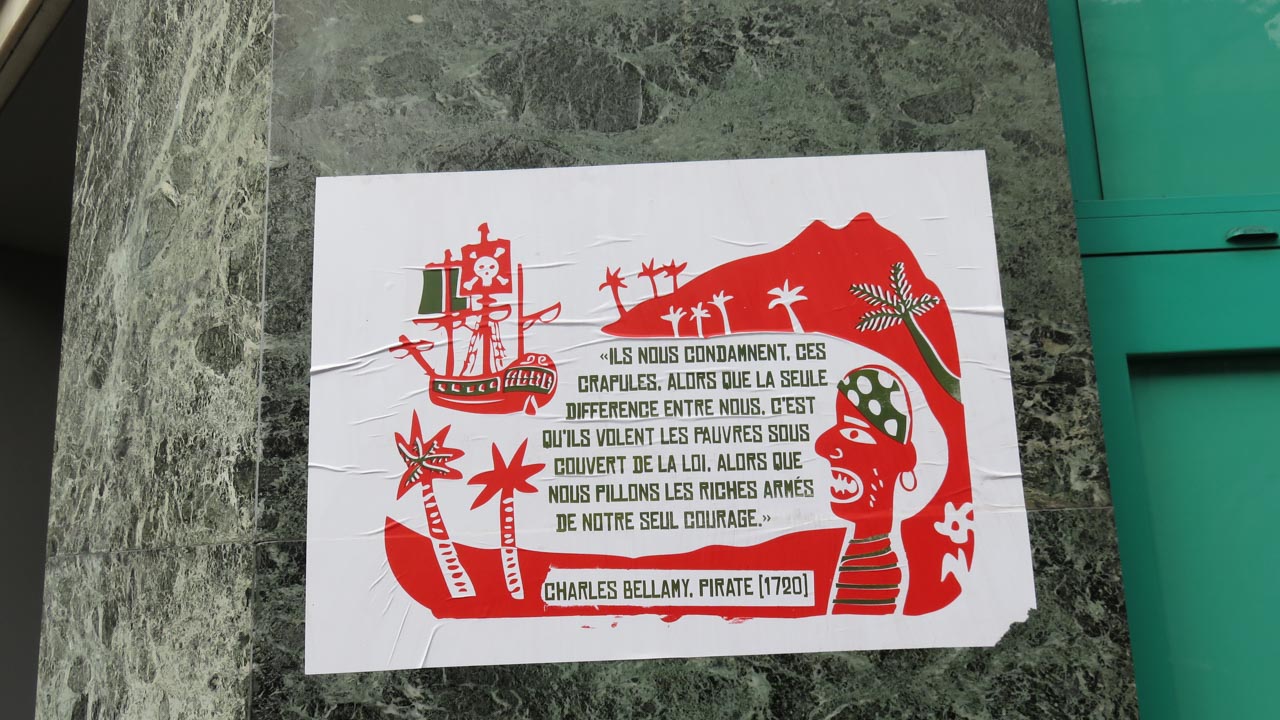 «ILS NOUS CONDAMNENT, CES
CRAPULES, ALORS QUE LA SEULE
DIFFERENCE ENTRE NOUS, C'EST
QU'ILS VOLENT LES PAUVRES SOUS
COUVERT DE LA LOI, ALORS QUE
NOUS PILLONS LES RICHES ARMÉS
DE NOTRE SEUL COURAGE.»
CHARLES BELLAMY, PIRATE [1720]